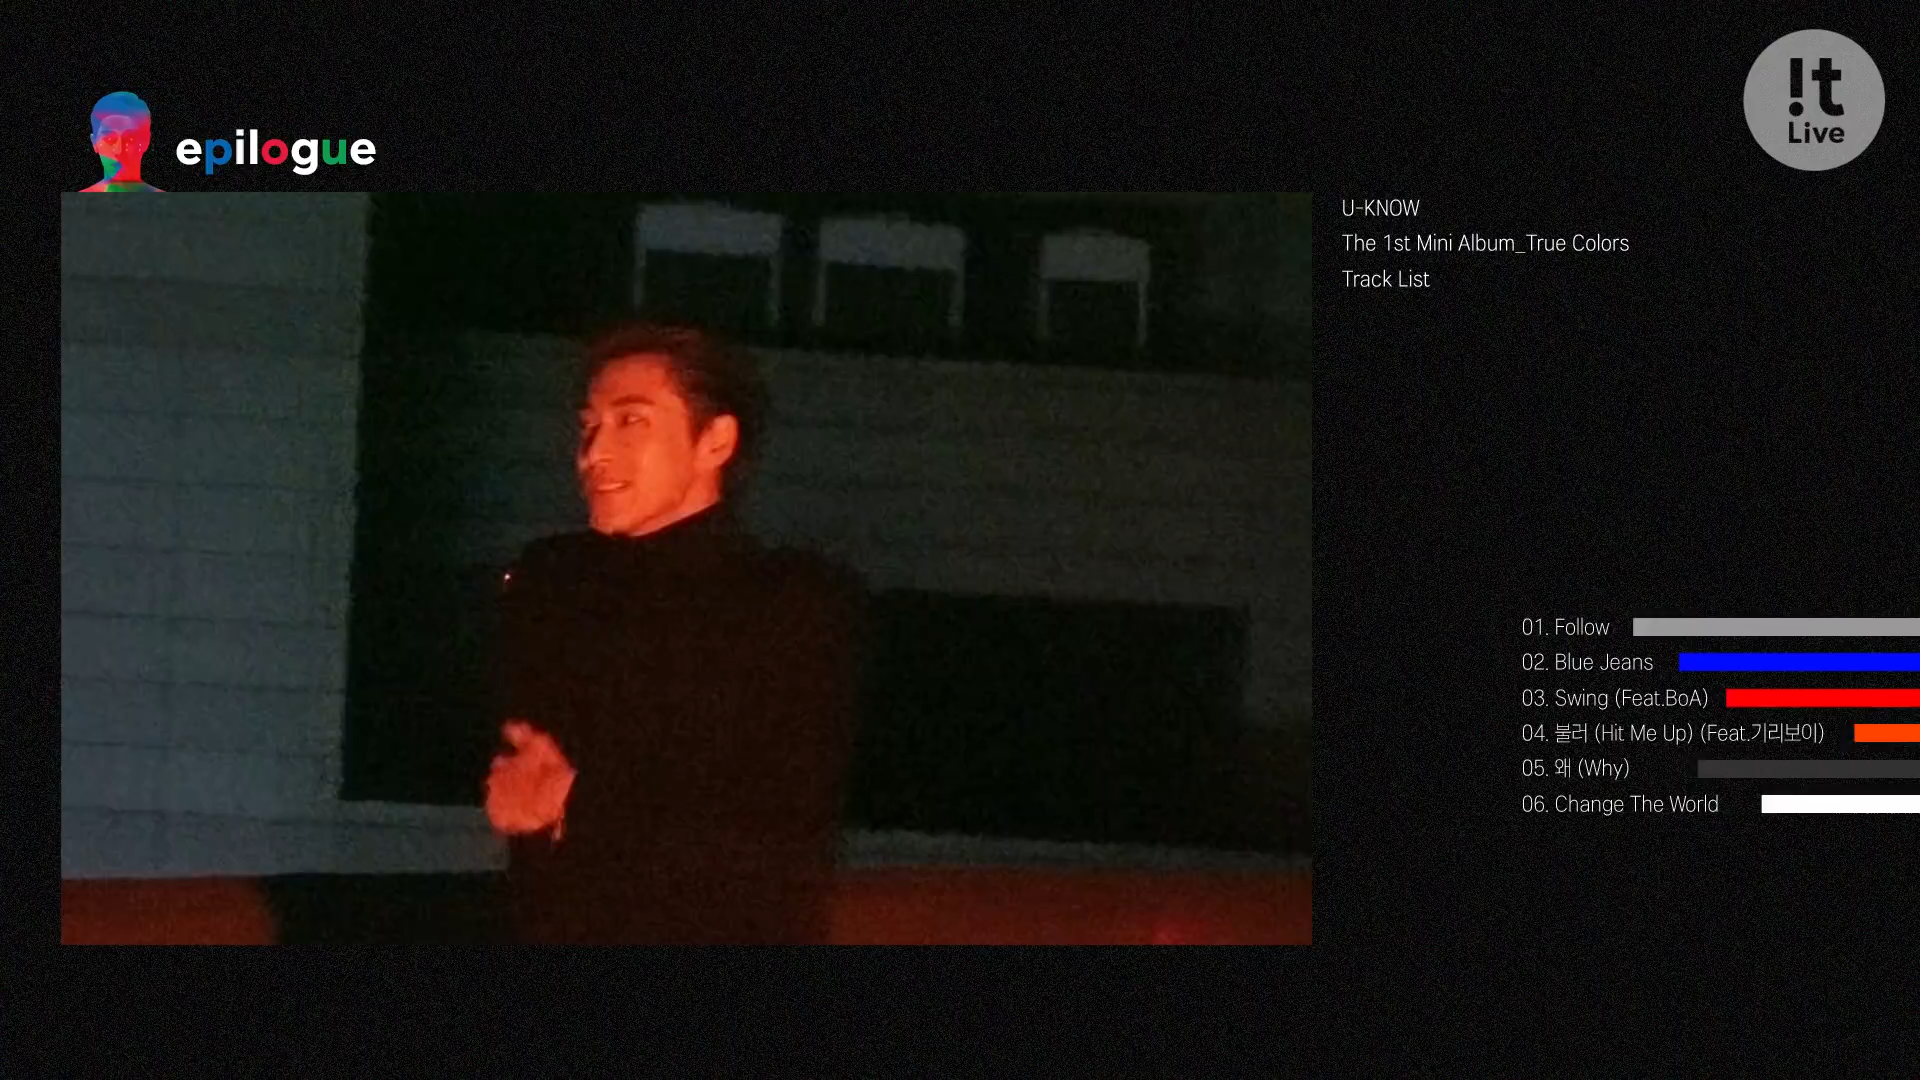 !t
Live
epilogue
U-KNOW
The 1st Mini Album_True Colors
Track List
01. Follow
02. Blue Jeans
03. Swing (Feat.BoA)
04. 불러 (Hit Me Up) (Feat.기리보이)
05. 왜 (Why)
06. Change The World